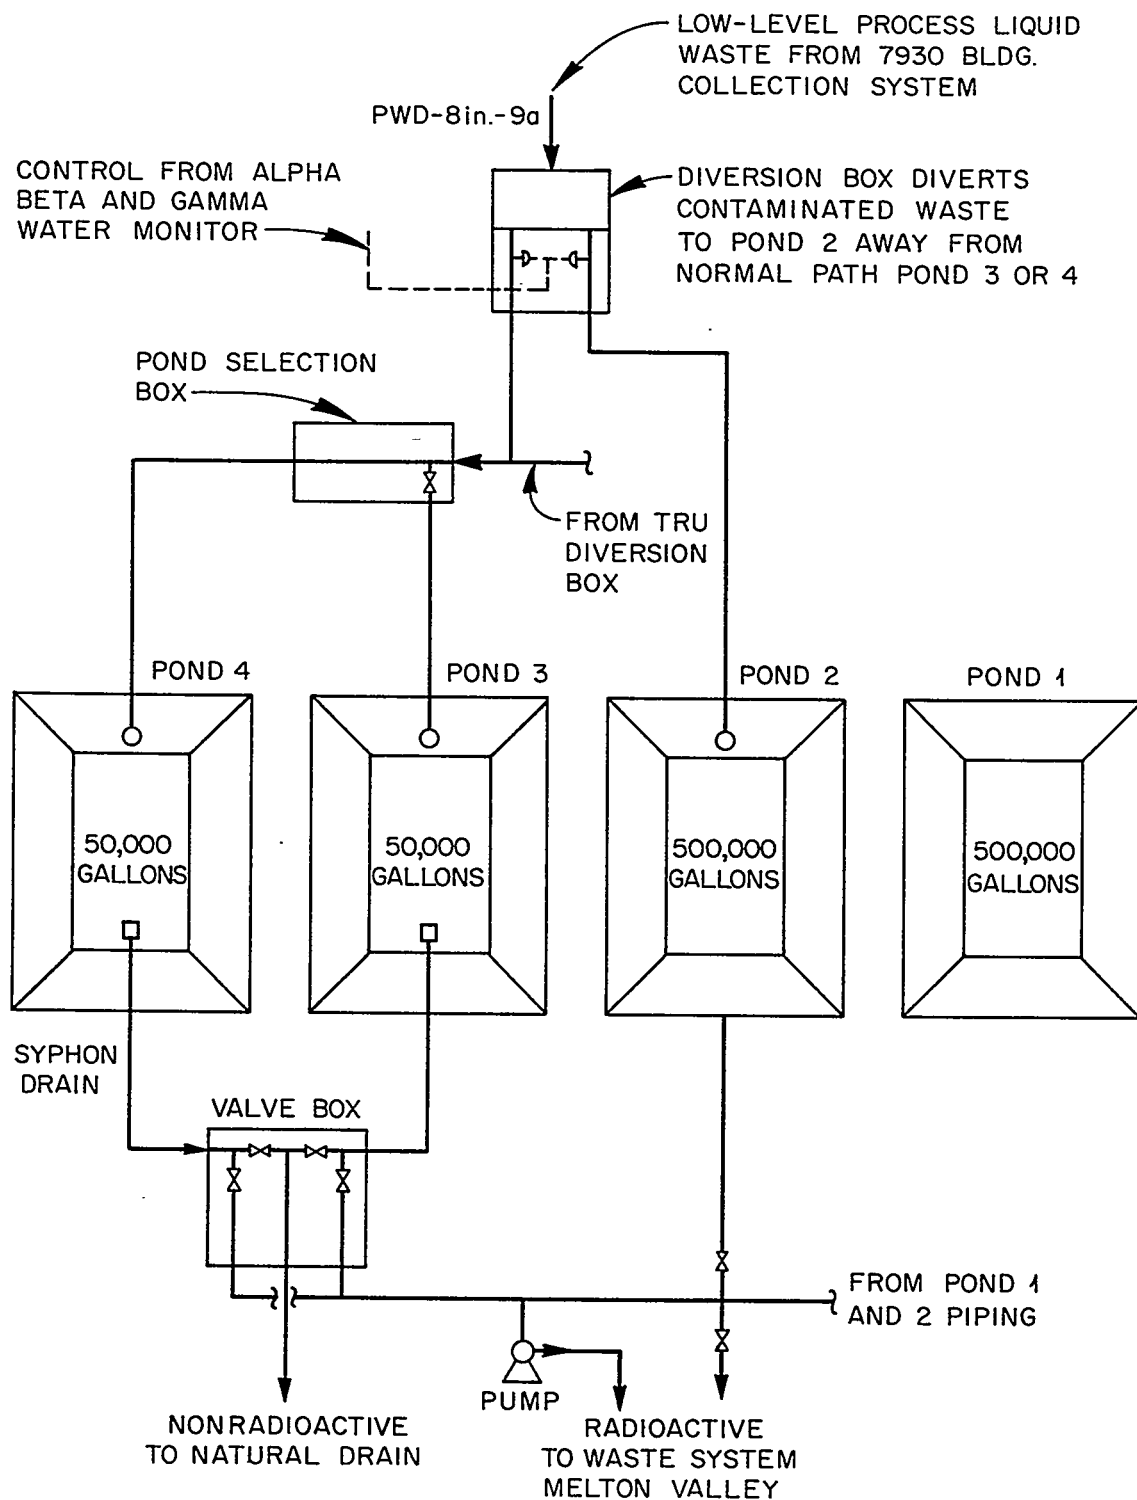 LOW-LEVEL PROCESS LIQUID
WASTE FROM 7930 BLDG.
COLLECTION SYSTEM
PWD-8in.-9a
CONTROL FROM ALPHA
BETA AND GAMMA
WATER MONITOR
DIVERSION BOX DIVERTS
CONTAMINATED WASTE
TO POND 2 AWAY FROM
NORMAL PATH POND 3 OR 4
POND SELECTION
BOX
FROM TRU
DIVERSION
BOX
POND 4
POND 3
POND 2
POND 1
50,000
GALLONS
50,000
GALLONS
500,000
GALLONS
500,000
GALLONS
SYPHON
DRAIN
VALVE BOX
FROM POND 1
AND 2 PIPING
PUMP
NONRADIOACTIVE
TO NATURAL DRAIN
RADIOACTIVE
TO WASTE SYSTEM
MELTON VALLEY